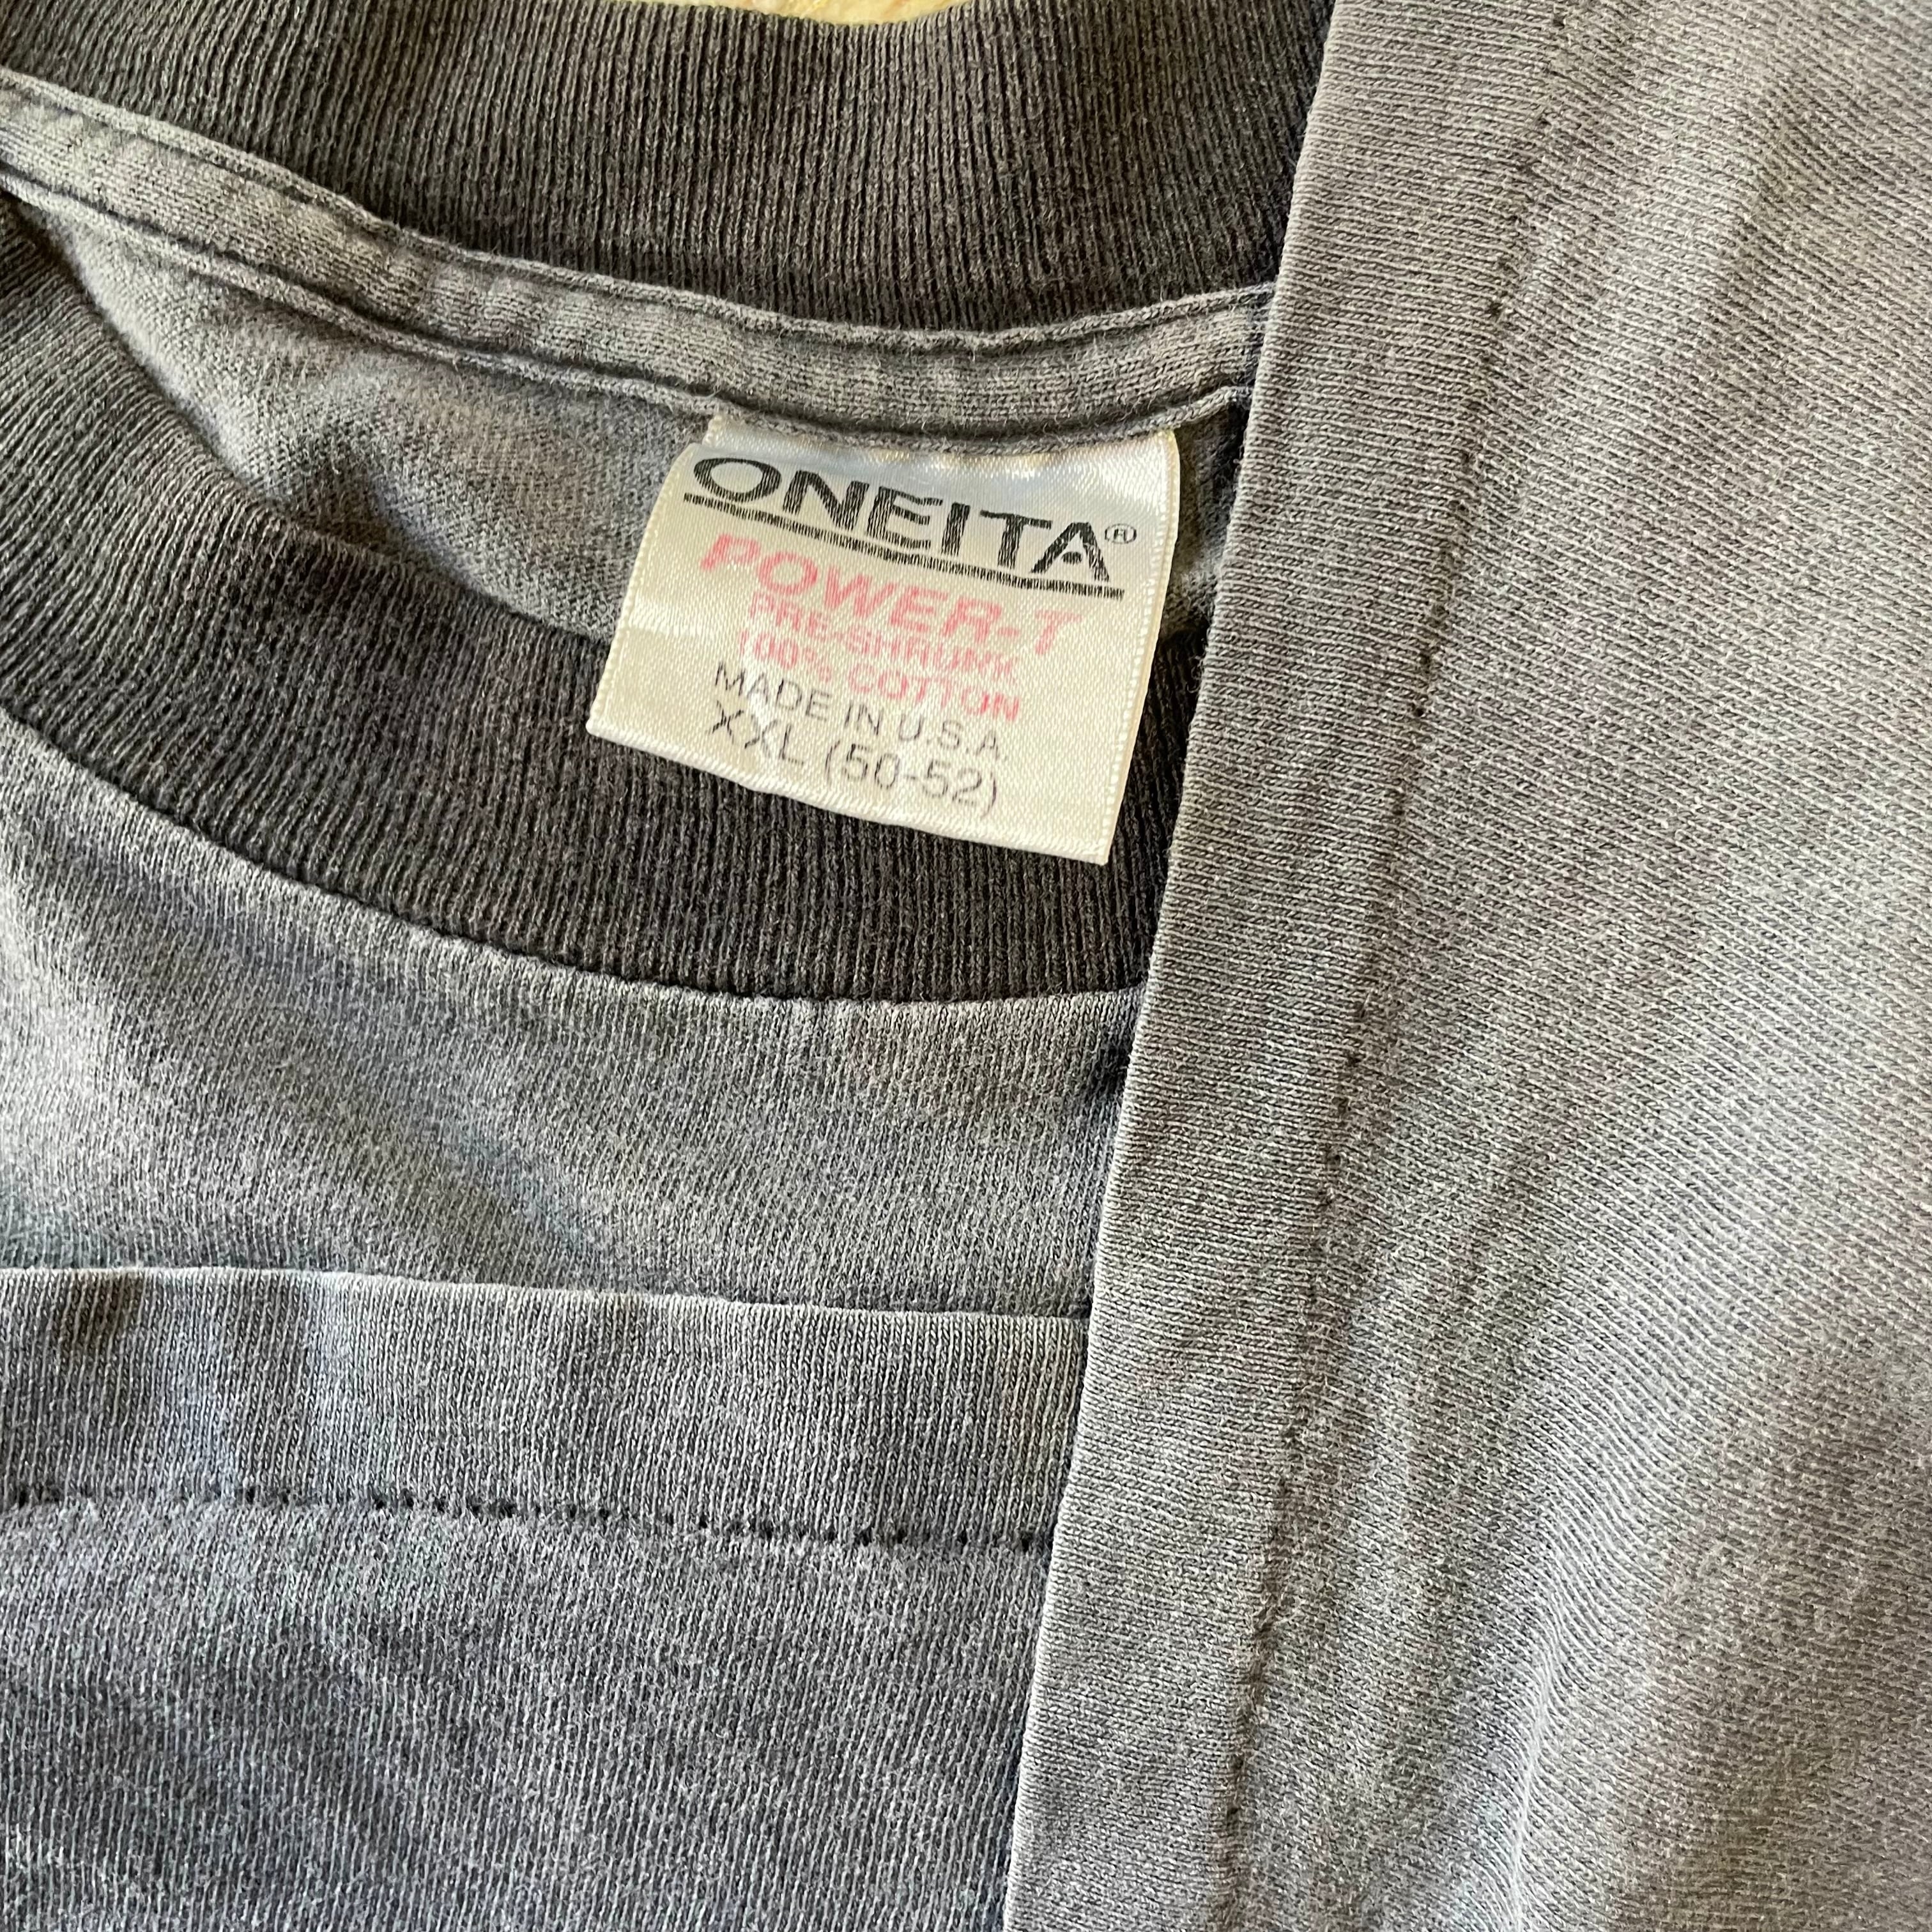 ONEITA®
POWER-T
PRE-SHRUNK
100% COTTON
MADE IN U.S.A
XXL (50-52)